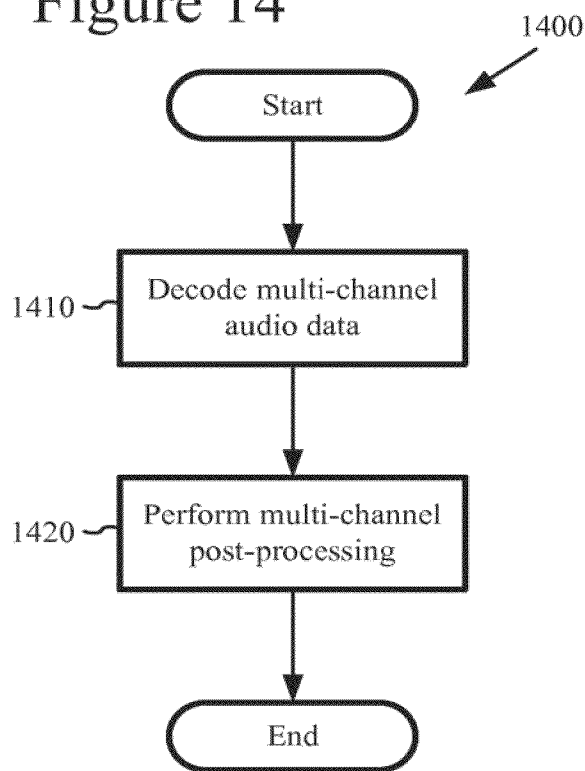 Figure 14
1400
Start
1410
Decode multi-channel
audio data
1420
Perform multi-channel
post-processing
End